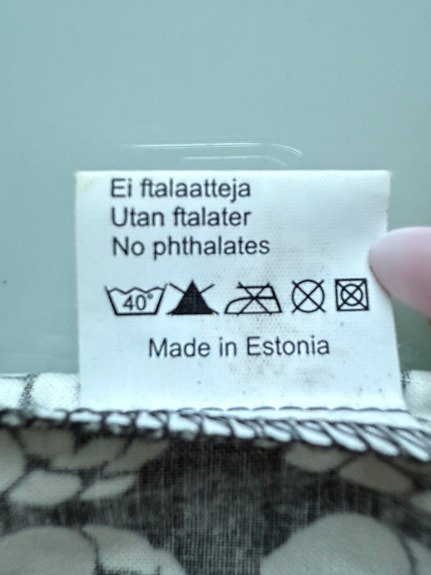 Ei ftalaatteja
Utan ftalater
No phthalates
40°
Made in Estonia